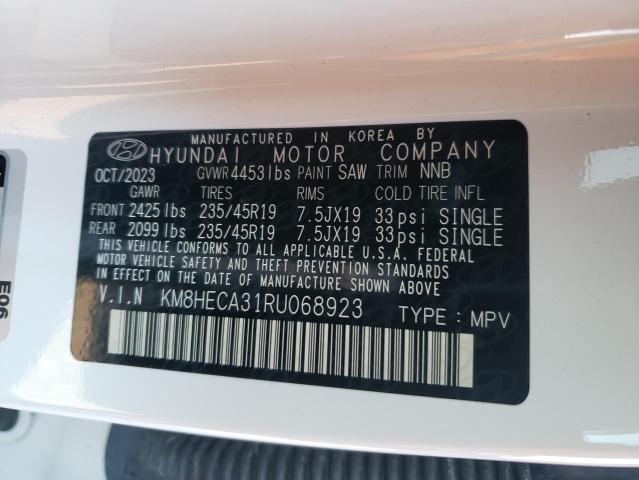 MANUFACTURED IN KOREA BY
HYUNDAI MOTOR COMPANY
OCT/2023 GVWR 4453lbs PAINT SAW TRIM NNB
GAWR TIRES RIMS COLD TIRE INFL
FRONT 2425 lbs 235/45R19 7.5JX19 33psi SINGLE
REAR 2099 lbs 235/45R19 7.5JX19 33psi SINGLE
THIS VEHICLE CONFORMS TO ALL APPLICABLE U.S.A. FEDERAL
MOTOR VEHICLE SAFETY AND THEFT PREVENTION STANDARDS
IN EFFECT ON THE DATE OF MANUFACTURE SHOWN ABOVE.
V.I.N KM8HECA31RU068923 TYPE : MPV
E06